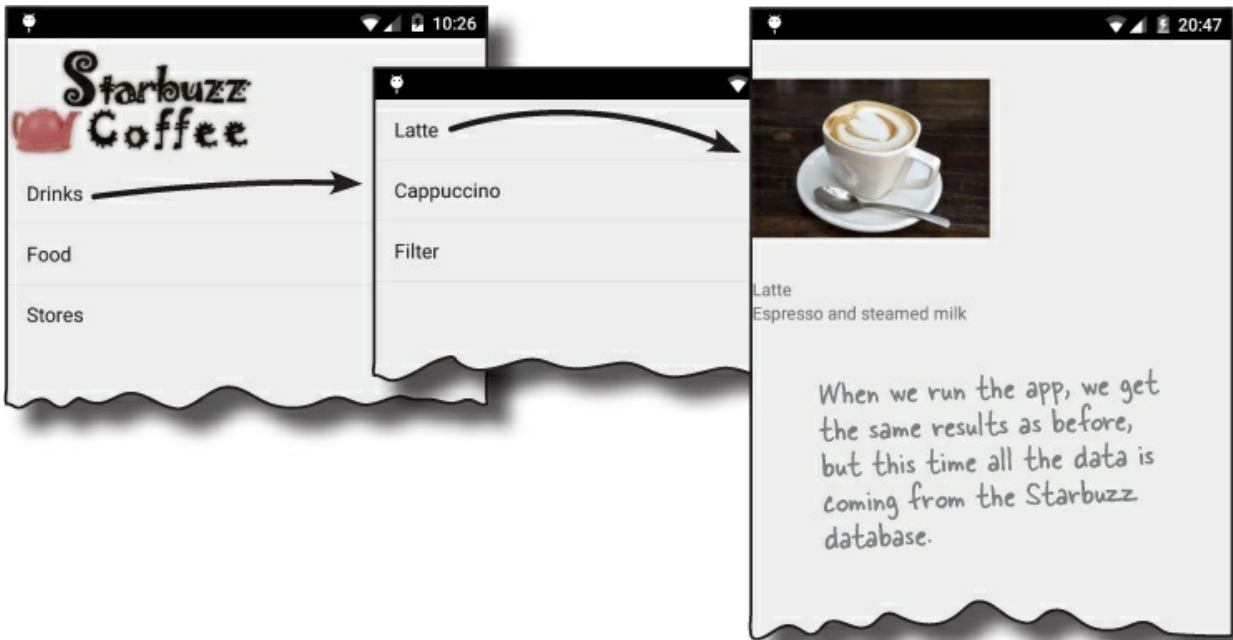 10:26
Starbuzz
Coffee
Drinks
Food
Stores
Latte
Cappuccino
Filter
20:47
Latte
Espresso and steamed milk
When we run the app, we get
the same results as before,
but this time all the data is
coming from the Starbuzz
database.